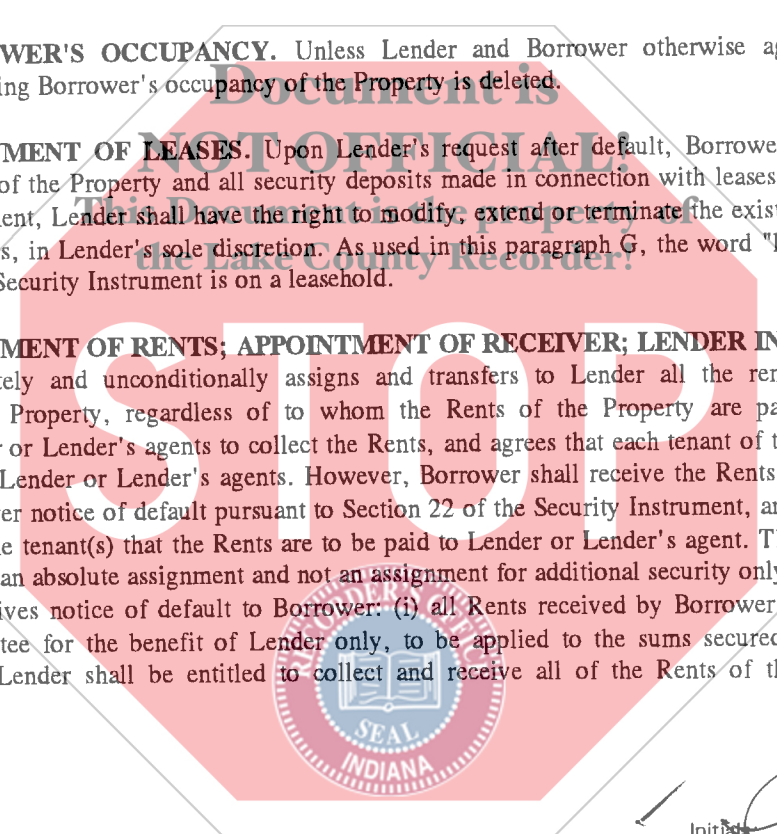 WER'S OCCUPANCY. Unless Lender and Borrower otherwise ag
ing Borrower's occupancy of the Property is deleted.
Document is
NOT OFFICIAL!
This Document is the property of
the Lake County Recorder!
MENT OF LEASES. Upon Lender's request after default, Borrowe
of the Property and all security deposits made in connection with leases
ent, Lender shall have the right to modify, extend or terminate the exist
s, in Lender's sole discretion. As used in this paragraph G, the word "l
Security Instrument is on a leasehold.
MENT OF RENTS; APPOINTMENT OF RECEIVER; LENDER IN
tely and unconditionally assigns and transfers to Lender all the ren
Property, regardless of to whom the Rents of the Property are pa
r or Lender's agents to collect the Rents, and agrees that each tenant of t
Lender or Lender's agents. However, Borrower shall receive the Rents
er notice of default pursuant to Section 22 of the Security Instrument, an
e tenant(s) that the Rents are to be paid to Lender or Lender's agent. T
an absolute assignment and not an assignment for additional security only
ives notice of default to Borrower: (i) all Rents received by Borrower
tee for the benefit of Lender only, to be applied to the sums secured
Lender shall be entitled to collect and receive all of the Rents of th
STOP
RECORDER'S OFFICE
SEAL
INDIANA
Initials